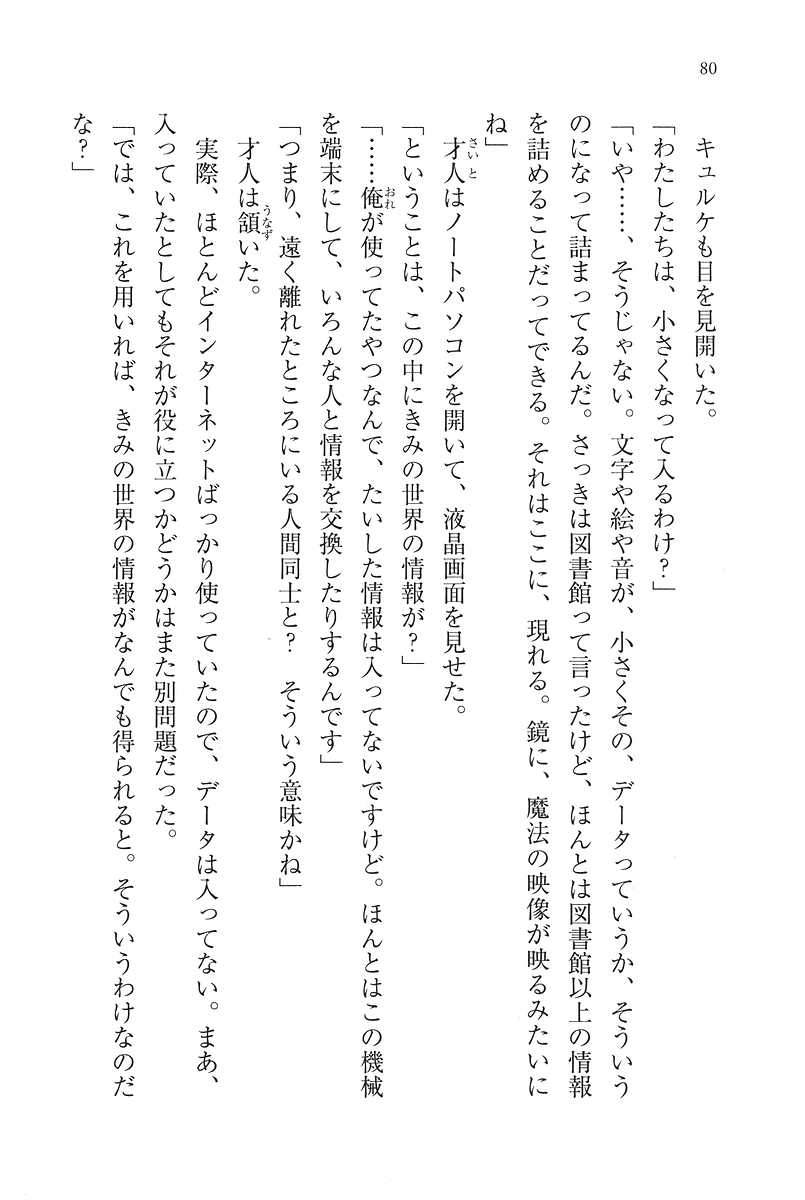 80
キュルケも目を見開いた。
「わたしたちは、小さくなって入るわけ？」
「いや……、そうじゃない。文字や絵や音が、小さくその、データっていうか、そういう
のになって詰まってるんだ。さっきは図書館って言ったけど、ほんとは図書館以上の情報
を詰めることだってできる。それはここに、現れる。鏡に、魔法の映像が映るみたいに
ね」
才人はノートパソコンを開いて、液晶画面を見せた。
「ということは、この中にきみの世界の情報が？」
「……俺が使ってたやつなんで、たいした情報は入ってないですけど。ほんとはこの機械
を端末にして、いろんな人と情報を交換したりするんです」
「つまり、遠く離れたところにいる人間同士と？　そういう意味かね」
才人は頷いた。
実際、ほとんどインターネットばっかり使っていたので、データは入ってない。まあ、
入っていたとしてもそれが役に立つかどうかはまた別問題だった。
「では、これを用いれば、きみの世界の情報がなんでも得られると。そういうわけなのだ
な？」